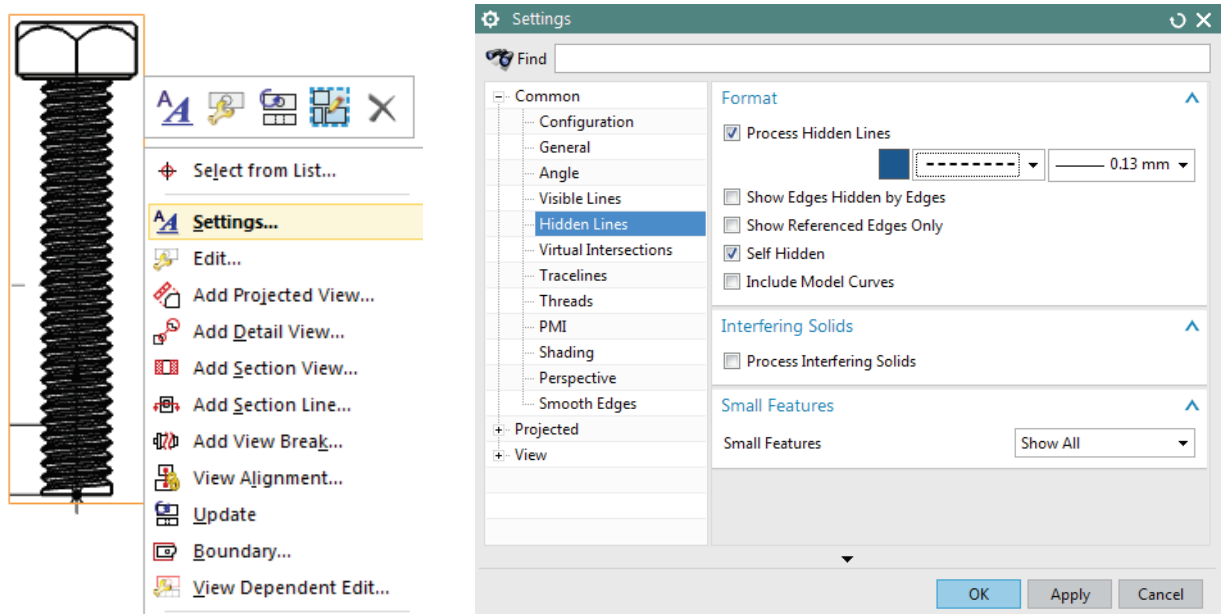 A A
Select from List...
A A Settings...
Edit...
Add Projected View...
Add Detail View...
Add Section View...
Add Section Line...
Add View Break...
View Alignment...
Update
Boundary...
View Dependent Edit...
Settings
Find
Common
Configuration
General
Angle
Visible Lines
Hidden Lines
Virtual Intersections
Tracelines
Threads
PMI
Shading
Perspective
Smooth Edges
Projected
View
Format
Process Hidden Lines
0.13 mm
Show Edges Hidden by Edges
Show Referenced Edges Only
Self Hidden
Include Model Curves
Interfering Solids
Process Interfering Solids
Small Features
Small Features Show All
OK Apply Cancel